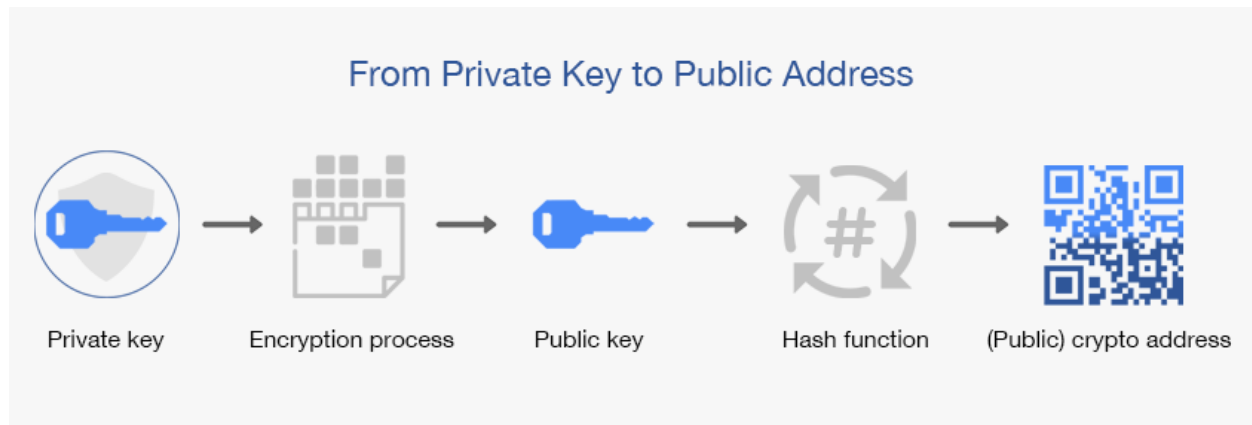 From Private Key to Public Address
#
Private key
Encryption process
Public key
Hash function
(Public) crypto address